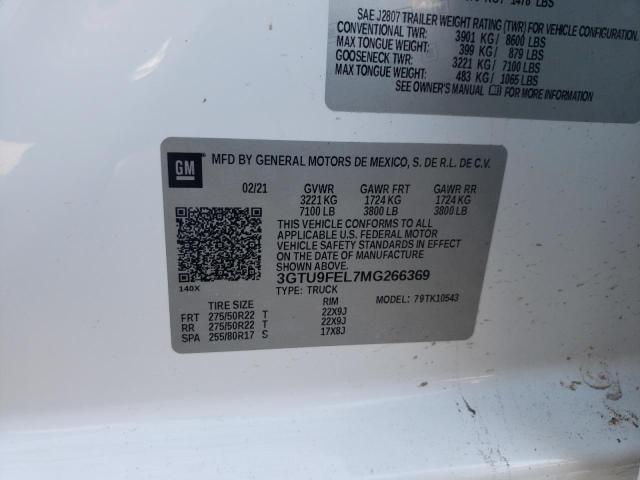 1478 LBS
SAE J2807 TRAILER WEIGHT RATING (TWR) FOR VEHICLE CONFIGURATION.
CONVENTIONAL TWR: 3901 KG / 8600 LBS
MAX TONGUE WEIGHT: 399 KG / 879 LBS
GOOSENECK TWR: 3221 KG / 7100 LBS
MAX TONGUE WEIGHT: 483 KG / 1065 LBS
SEE OWNER'S MANUAL FOR MORE INFORMATION
GM MFD BY GENERAL MOTORS DE MEXICO, S. DE R.L. DE C.V.
02/21 GVWR GAWR FRT GAWR RR
3221 KG 1724 KG 1724 KG
7100 LB 3800 LB 3800 LB
THIS VEHICLE CONFORMS TO ALL
APPLICABLE U.S. FEDERAL MOTOR
VEHICLE SAFETY STANDARDS IN EFFECT
ON THE DATE OF MANUFACTURE
SHOWN ABOVE.
3GTU9FEL7MG266369
140X TYPE: TRUCK
TIRE SIZE RIM MODEL: 79TK10543
FRT 275/50R22 T 22X9J
RR 275/50R22 T 22X9J
SPA 255/80R17 S 17X8J